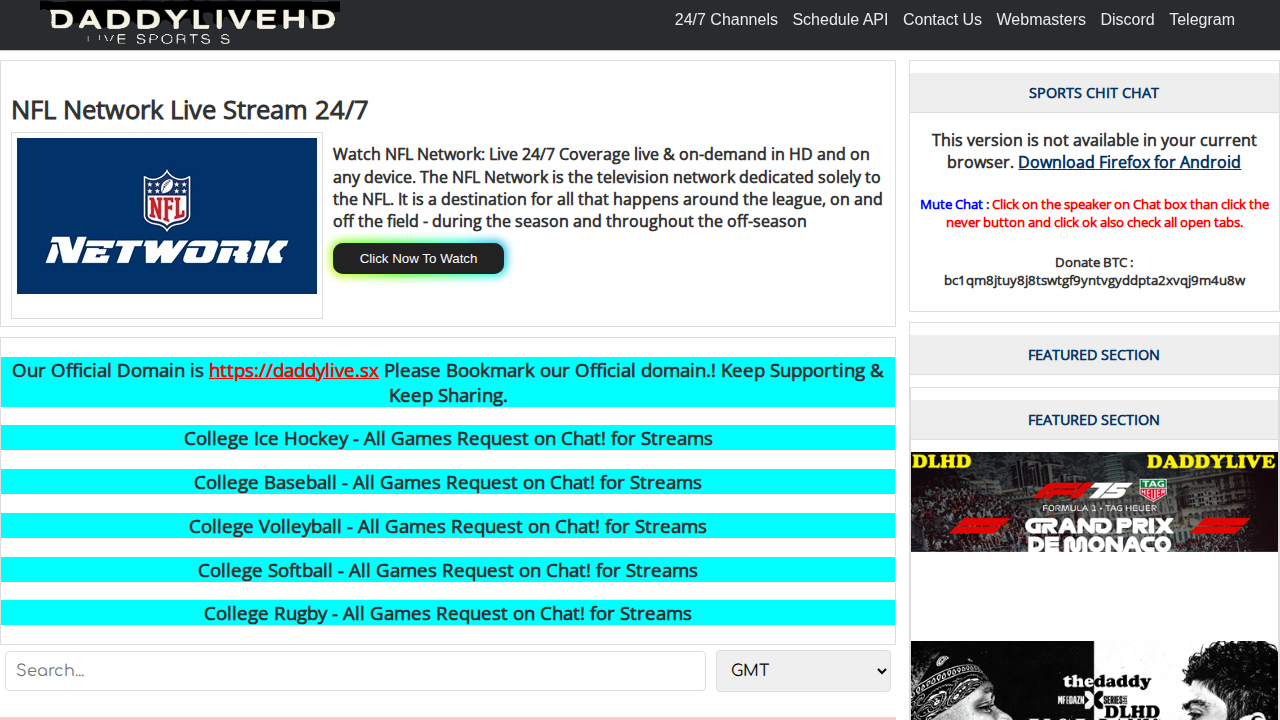 DADDYLIVEHD
LIVE SPORTS S
24/7 Channels Schedule API Contact Us Webmasters Discord Telegram
NFL Network Live Stream 24/7
NFL
NETWORK
Watch NFL Network: Live 24/7 Coverage live & on-demand in HD and on
any device. The NFL Network is the television network dedicated solely to
the NFL. It is a destination for all that happens around the league, on and
off the field - during the season and throughout the off-season
Click Now To Watch
Our Official Domain is https://daddylive.sx Please Bookmark our Official domain.! Keep Supporting &
Keep Sharing.
College Ice Hockey - All Games Request on Chat! for Streams
College Baseball - All Games Request on Chat! for Streams
College Volleyball - All Games Request on Chat! for Streams
College Softball - All Games Request on Chat! for Streams
College Rugby - All Games Request on Chat! for Streams
Search...
GMT
SPORTS CHIT CHAT
This version is not available in your current
browser. Download Firefox for Android
Mute Chat : Click on the speaker on Chat box than click the
never button and click ok also check all open tabs.
Donate BTC :
bc1qm8jtuy8j8tswtgf9yntvgyddpta2xvqj9m4u8w
FEATURED SECTION
FEATURED SECTION
DLHD DADDYLIVE
F1 75 TAG HEUER
FORMULA 1 • TAG HEUER
GRAND PRIX
DE MONACO
thedaddy
MF|DAZN X SERIES
DLHD